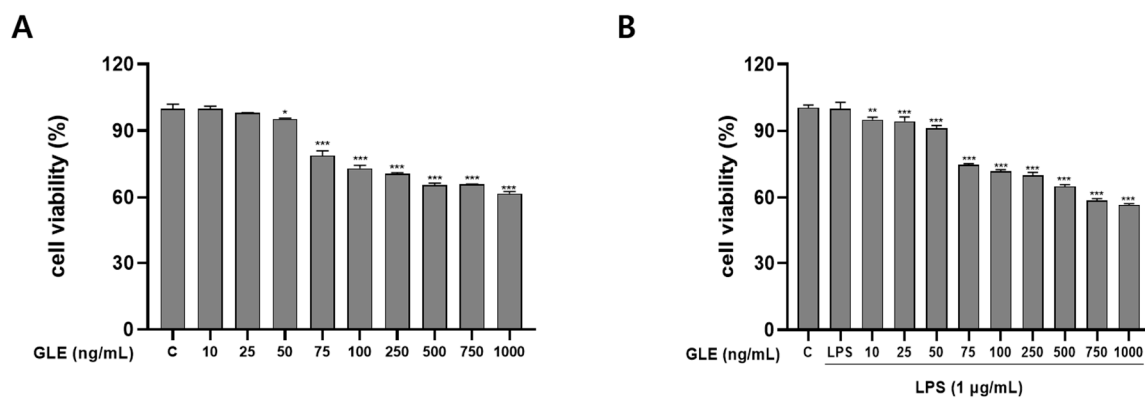 A
120
90
60
30
0
cell viability (%)
* *** *** *** *** *** ***
GLE (ng/mL) C 10 25 50 75 100 250 500 750 1000
B
120
90
60
30
0
cell viability (%)
** *** *** *** *** *** *** *** ***
GLE (ng/mL) C LPS 10 25 50 75 100 250 500 750 1000
LPS (1 µg/mL)